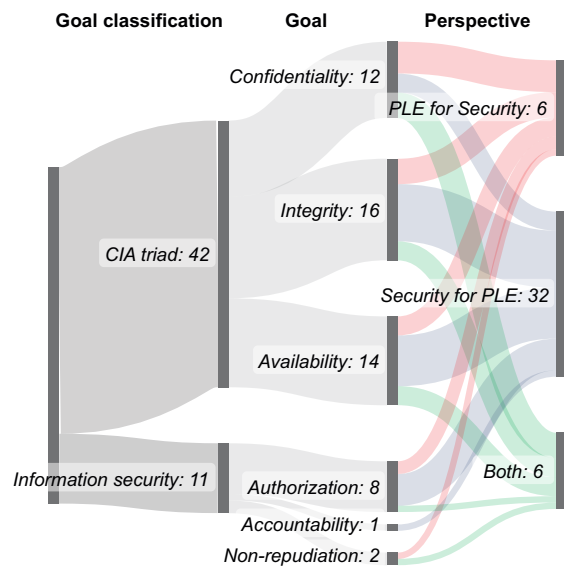 Goal classification
Goal
Perspective
Confidentiality: 12
PLE for Security: 6
Integrity: 16
CIA triad: 42
Security for PLE: 32
Availability: 14
Information security: 11
Authorization: 8
Both: 6
Accountability: 1
Non-repudiation: 2